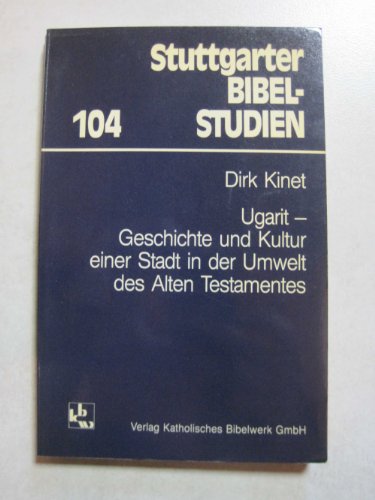 Stuttgarter
BIBEL-
104 STUDIEN
Dirk Kinet
Ugarit –
Geschichte und Kultur
einer Stadt in der Umwelt
des Alten Testamentes
kbw
Verlag Katholisches Bibelwerk GmbH